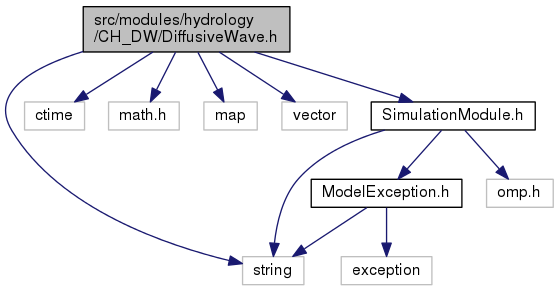 src/modules/hydrology
/CH_DW/DiffusiveWave.h
ctime
math.h
map
vector
SimulationModule.h
ModelException.h
omp.h
string
exception